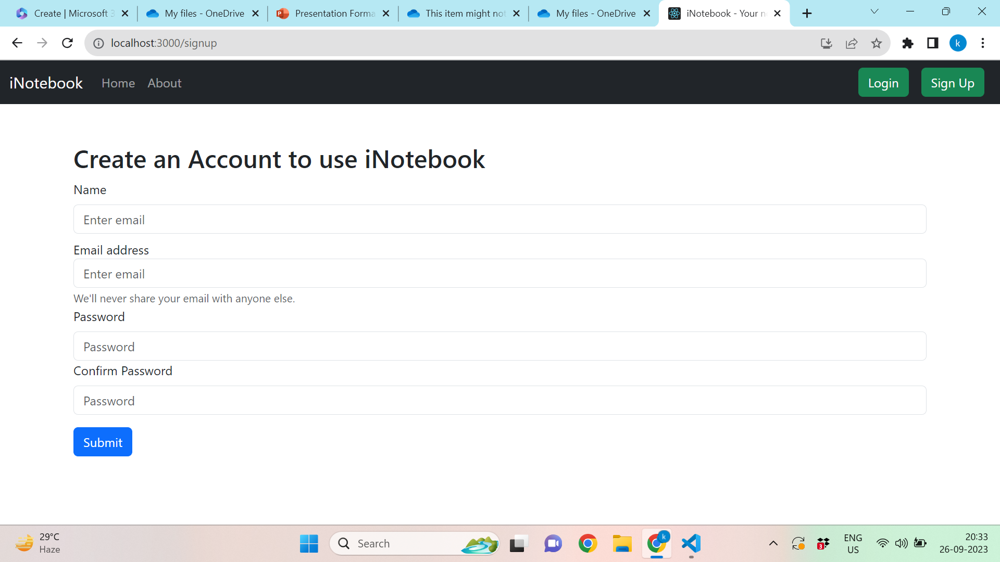 Create | Microsoft 3
My files - OneDrive
Presentation Forma
This item might not
My files - OneDrive
iNotebook - Your n
localhost:3000/signup
k
iNotebook
Home
About
Login
Sign Up
Create an Account to use iNotebook
Name
Enter email
Email address
Enter email
We'll never share your email with anyone else.
Password
Password
Confirm Password
Password
Submit
29°C
Haze
Search
k
3
ENG
US
20:33
26-09-2023